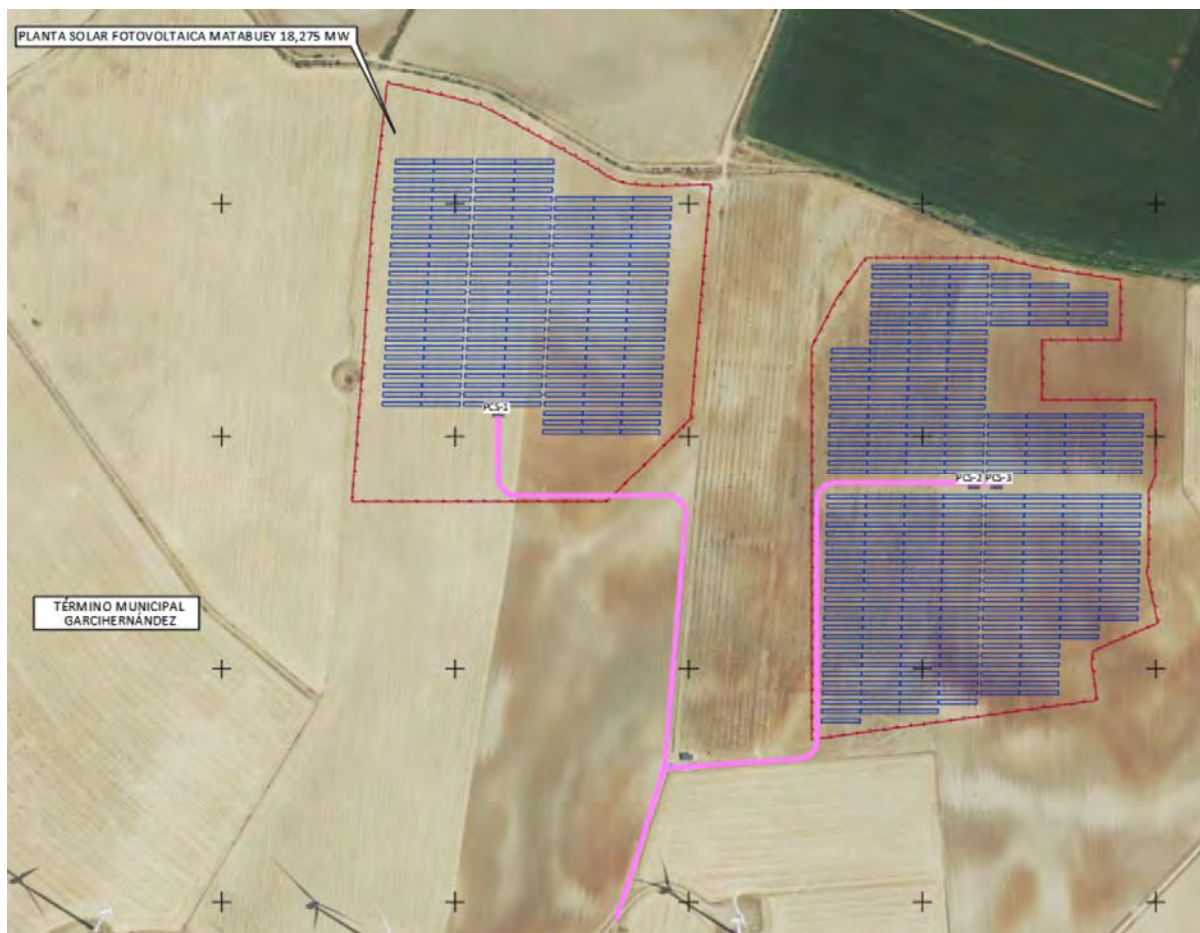 PLANTA SOLAR FOTOVOLTAICA MATABUEY 18,275 MW
PCS-1
PCS-2 PCS-3
TÉRMINO MUNICIPAL
GARCIHERNÁNDEZ